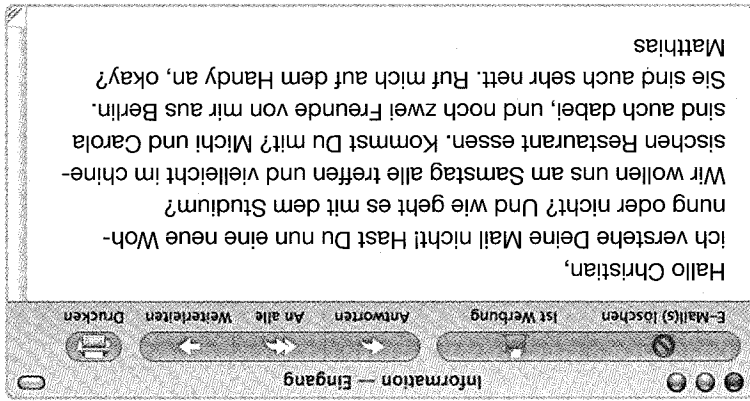 Information — Eingang
E-Mail(s) löschen Ist Werbung Antworten An alle Weiterleiten Drucken
Hallo Christian,
ich verstehe Deine Mail nicht! Hast Du nun eine neue Woh-
nung oder nicht? Und wie geht es mit dem Studium?
Wir wollen uns am Samstag alle treffen und vielleicht im chine-
sischen Restaurant essen. Kommst Du mit? Michi und Carola
sind auch dabei, und noch zwei Freunde von mir aus Berlin.
Sie sind auch sehr nett. Ruf mich auf dem Handy an, okay?
Matthias